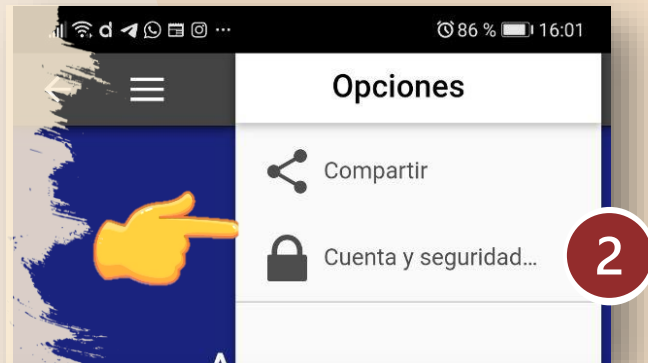 d ... 86 % 16:01
Opciones
Compartir
Cuenta y seguridad...
2
A